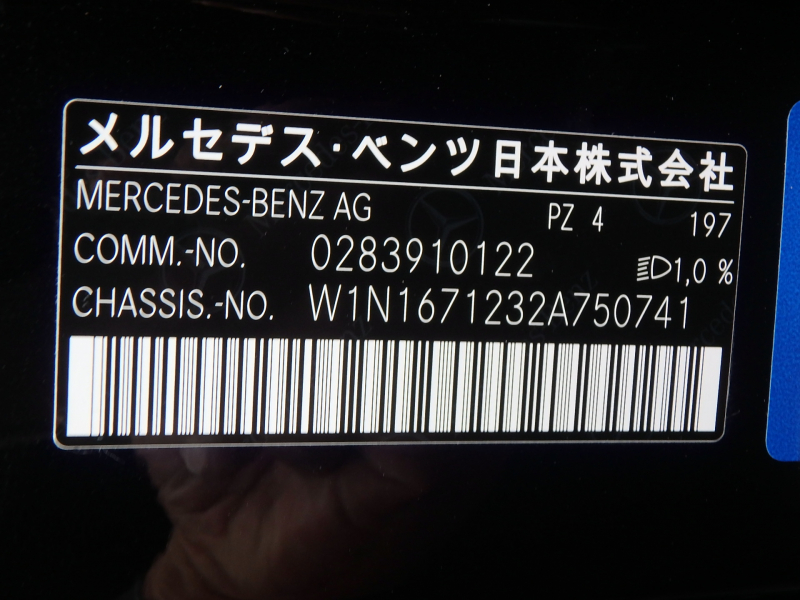 メルセデス・ベンツ日本株式会社
MERCEDES-BENZ AG PZ 4 197
COMM.-NO. 0283910122 1,0 %
CHASSIS.-NO. W1N1671232A750741